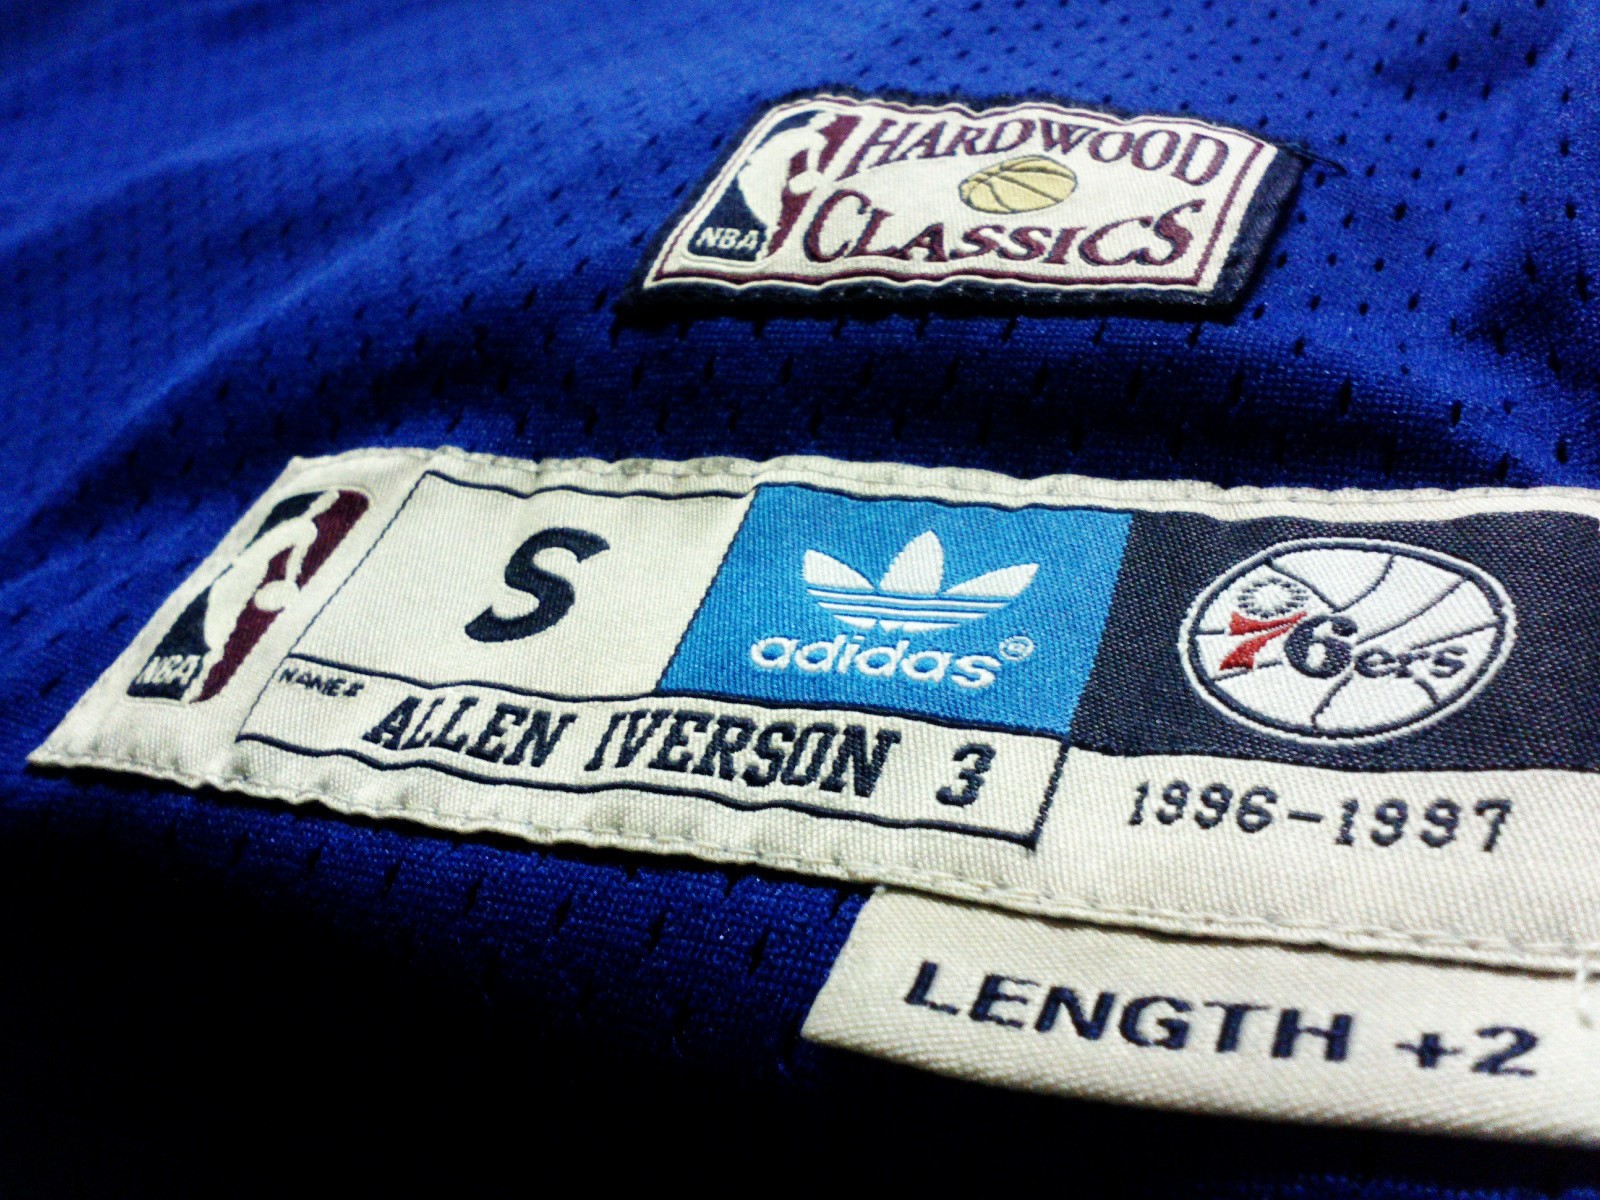 HARDWOOD
CLASSICS
NBA
S
adidas®
76ers
NBA
NAME#
ALLEN IVERSON 3
1996-1997
LENGTH +2